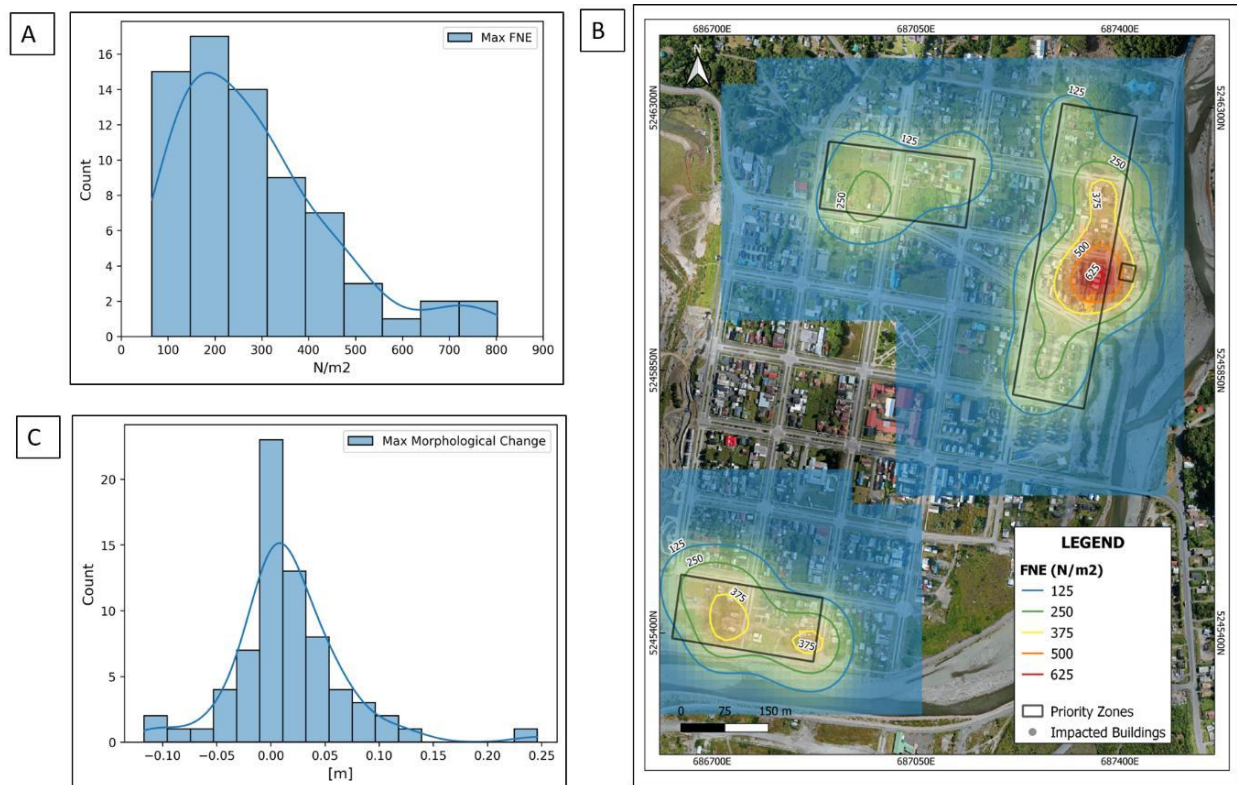 A
Max FNE
Count
16
14
12
10
8
6
4
2
0
0 100 200 300 400 500 600 700 800 900
N/m2
C
Max Morphological Change
Count
20
15
10
5
0
−0.10 −0.05 0.00 0.05 0.10 0.15 0.20 0.25
[m]
B
686700E 687050E 687400E
N
5246300N 5246300N
125
125
250
250
375
500
625
5245850N 5245850N
125
250
375
375
5245400N 5245400N
0 75 150 m
LEGEND
FNE (N/m2)
125
250
375
500
625
Priority Zones
Impacted Buildings
686700E 687050E 687400E